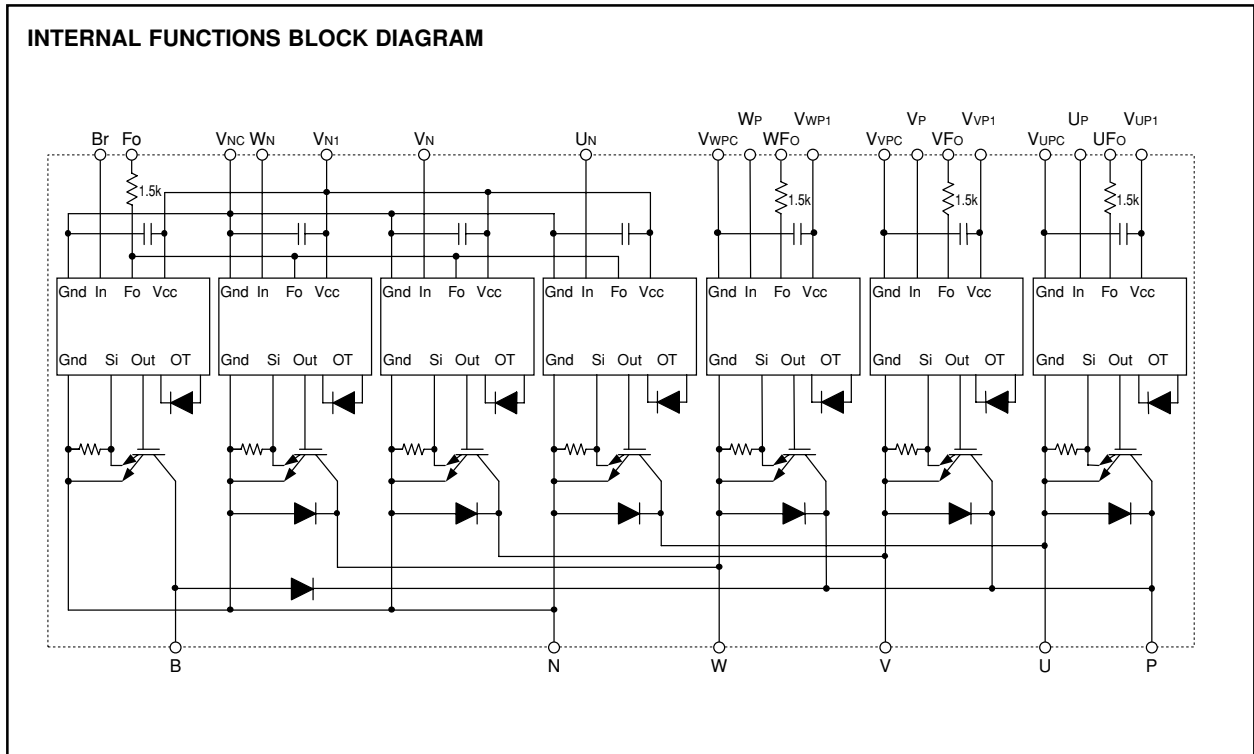 INTERNAL FUNCTIONS BLOCK DIAGRAM
WP VWP1 VP VVP1 UP VUP1
Br Fo VNC WN VN1 VN UN VWPC WFO VVPC VFO VUPC UFO
1.5k 1.5k 1.5k 1.5k
Gnd In Fo Vcc Gnd In Fo Vcc Gnd In Fo Vcc Gnd In Fo Vcc Gnd In Fo Vcc Gnd In Fo Vcc Gnd In Fo Vcc
Gnd Si Out OT Gnd Si Out OT Gnd Si Out OT Gnd Si Out OT Gnd Si Out OT Gnd Si Out OT Gnd Si Out OT
B N W V U P